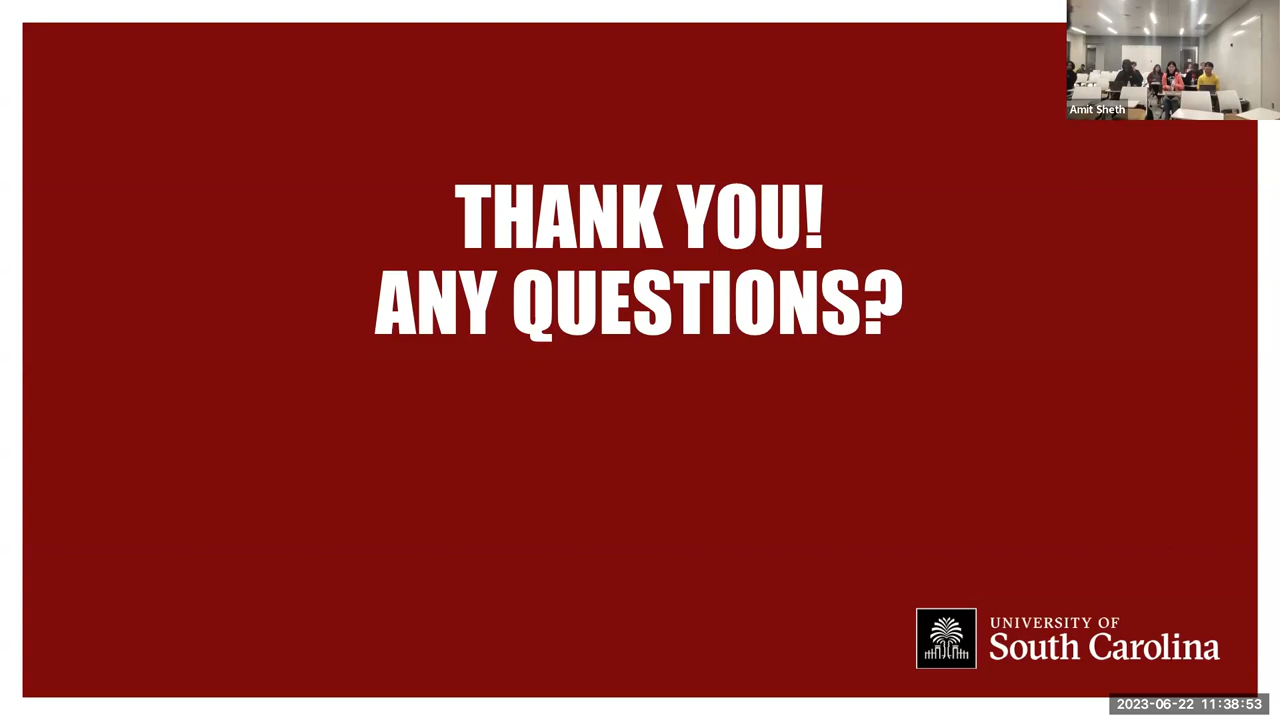 Amit Sheth
THANK YOU!
ANY QUESTIONS?
UNIVERSITY OF
South Carolina
2023-06-22 11:38:53